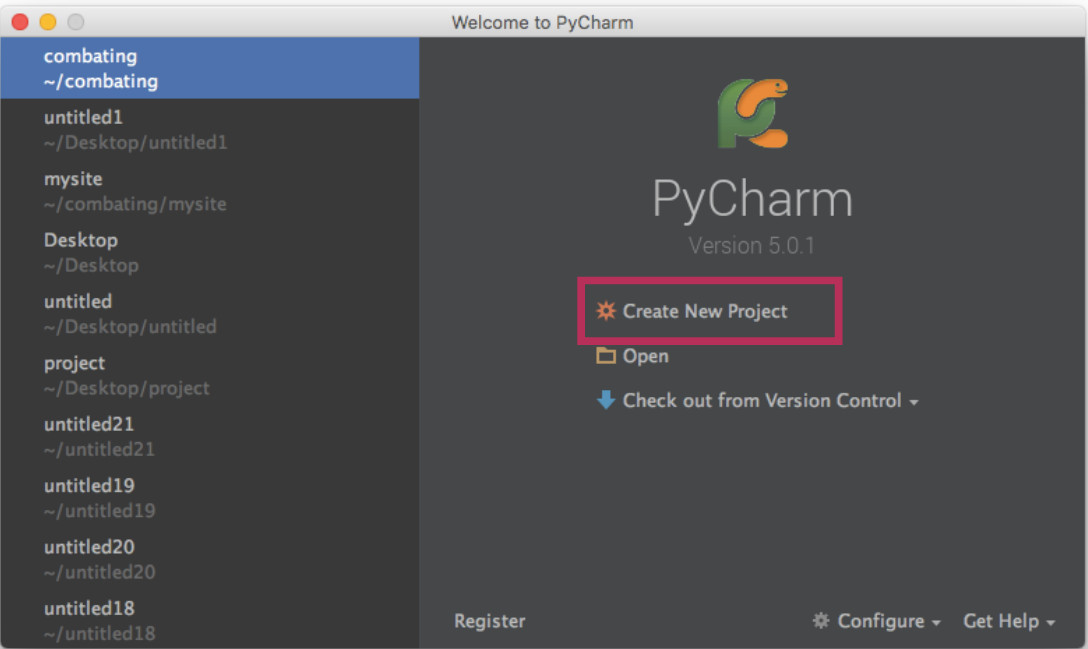 Welcome to PyCharm
combating
~/combating
untitled1
~/Desktop/untitled1
mysite
~/combating/mysite
Desktop
~/Desktop
untitled
~/Desktop/untitled
project
~/Desktop/project
untitled21
~/untitled21
untitled19
~/untitled19
untitled20
~/untitled20
untitled18
~/untitled18
PyCharm
Version 5.0.1
Create New Project
Open
Check out from Version Control
Register
Configure
Get Help